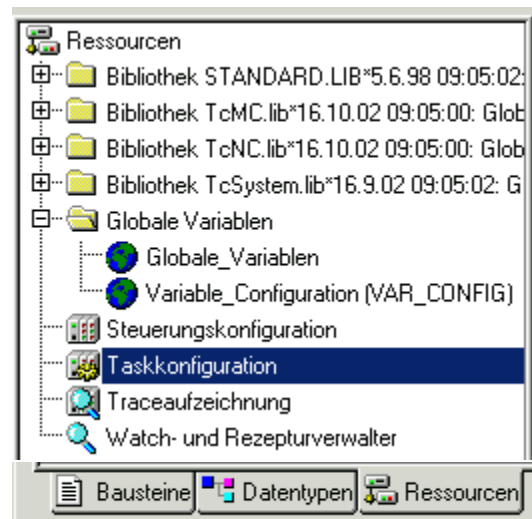 Ressourcen
Bibliothek STANDARD.LIB*5.6.98 09:05:02:
Bibliothek TcMC.lib*16.10.02 09:05:00: Glob
Bibliothek TcNC.lib*16.10.02 09:05:00: Glob
Bibliothek TcSystem.lib*16.9.02 09:05:02: G
Globale Variablen
Globale_Variablen
Variable_Configuration (VAR_CONFIG)
Steuerungskonfiguration
Taskkonfiguration
Traceaufzeichnung
Watch- und Rezepturverwalter
Bausteine Datentypen Ressourcen